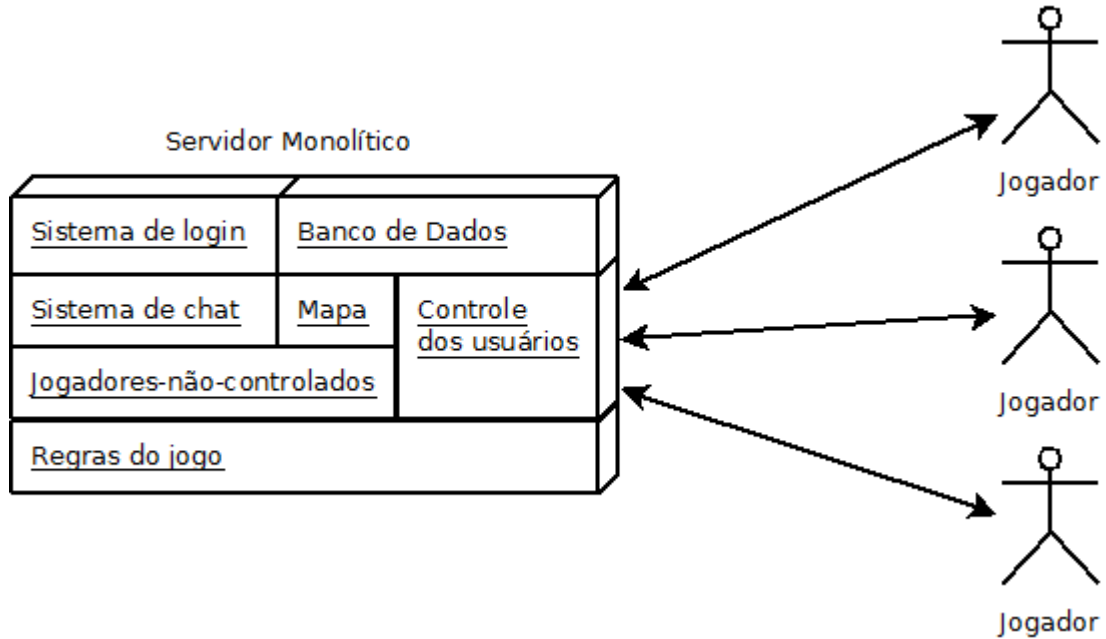 Servidor Monolítico
Sistema de login
Banco de Dados
Sistema de chat
Mapa
Controle
dos usuários
Jogadores-não-controlados
Regras do jogo
Jogador
Jogador
Jogador